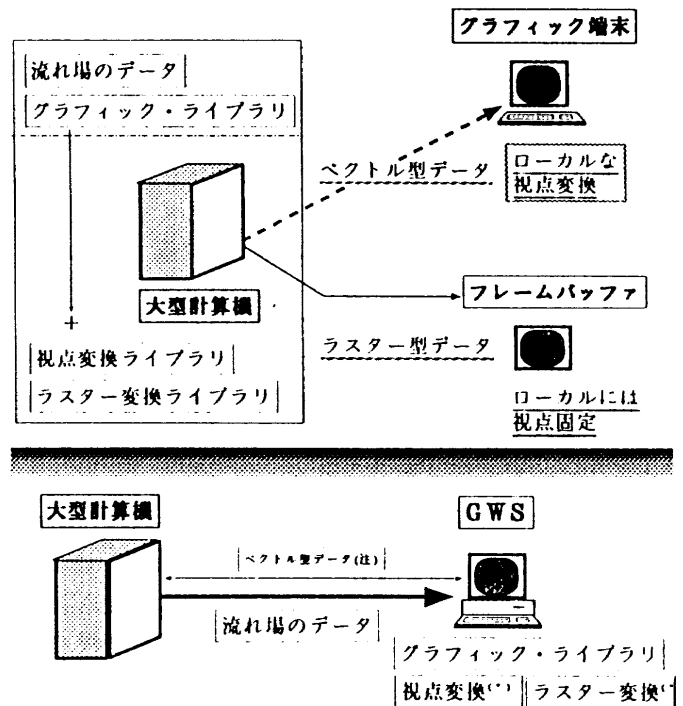 グラフィック端末
流れ場のデータ
グラフィック・ライブラリ
ベクトル型データ
ローカルな
視点変換
大型計算機
フレームバッファ
視点変換ライブラリ
ラスター変換ライブラリ
ラスター型データ
ローカルには
視点固定
大型計算機
GWS
ベクトル型データ(注)
流れ場のデータ
グラフィック・ライブラリ
視点変換(*)
ラスター変換(*